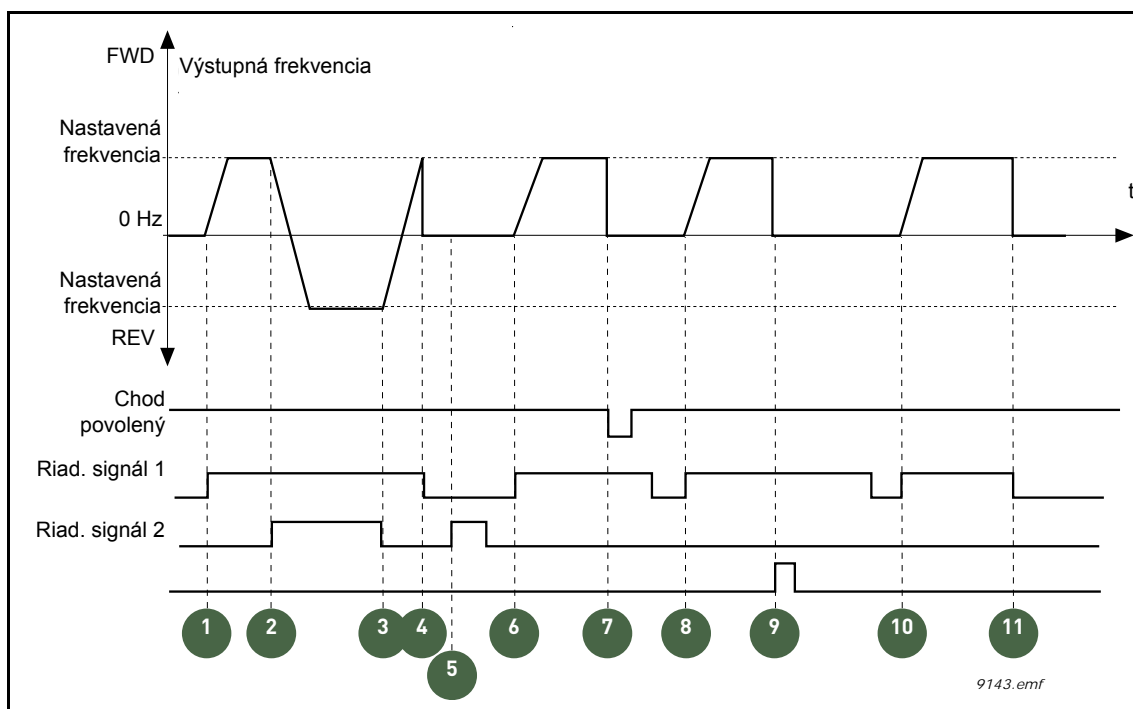 FWD
Výstupná frekvencia
Nastavená
frekvencia
t
0 Hz
Nastavená
frekvencia
REV
Chod
povolený
Riad. signál 1
Riad. signál 2
1
2
3
4
6
7
8
9
10
11
5
9143.emf